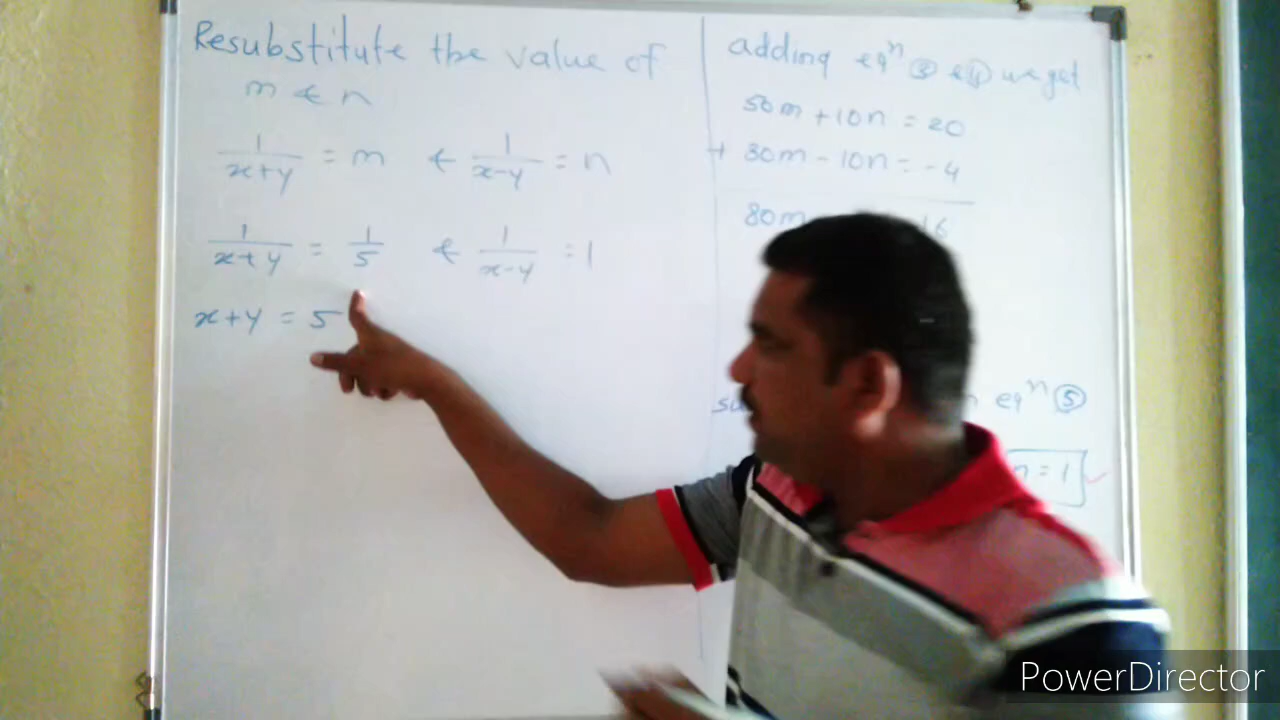 Resubstitute the value of
m & n
1/(x+y) = m & 1/(x-y) = n
1/(x+y) = 1/5 & 1/(x-y) = 1
x+y = 5
adding eqⁿ ③ & ④ we get
50m + 10n = 20
+ 30m - 10n = -4
80m 16
eqⁿ ⑤
n = 1
PowerDirector